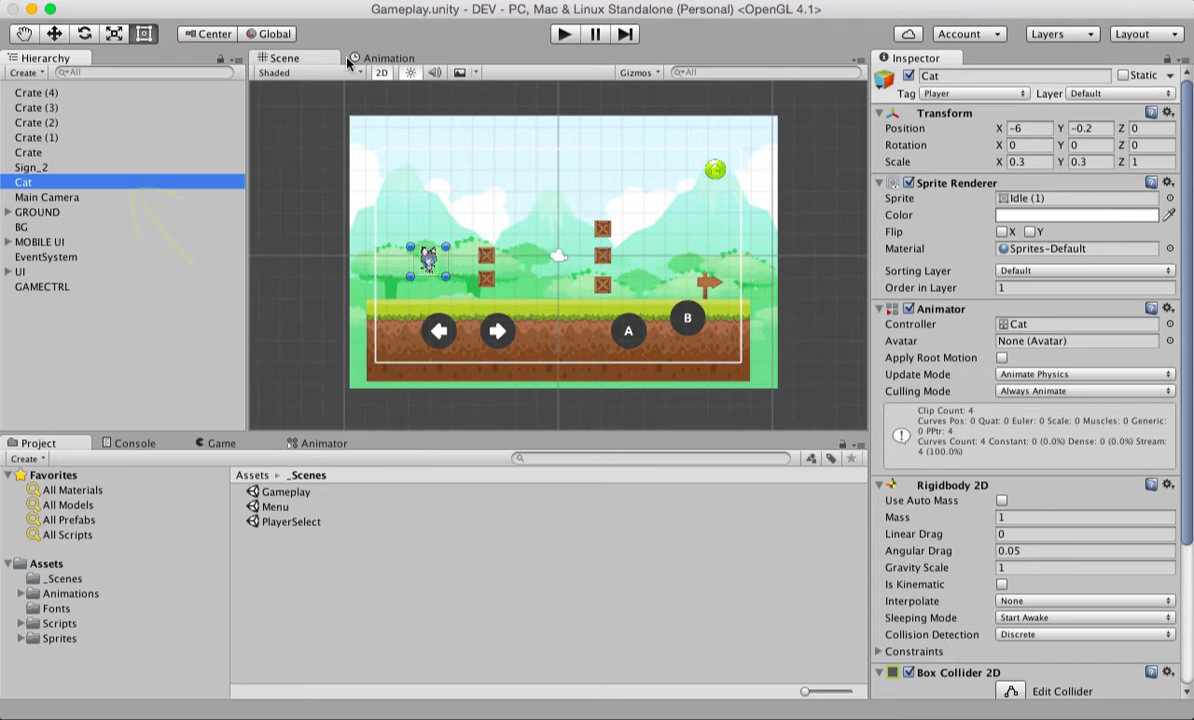 Gameplay.unity - DEV - PC, Mac & Linux Standalone (Personal) <OpenGL 4.1>
Center Global Account Layers Layout
Hierarchy
Create All
Crate (4)
Crate (3)
Crate (2)
Crate (1)
Crate
Sign_2
Cat
Main Camera
GROUND
BG
MOBILE UI
EventSystem
UI
GAMECTRL
Scene Animation
Shaded 2D Gizmos All
A
B
Inspector
Cat Static
Tag Player Layer Default
Transform
Position X -6 Y -0.2 Z 0
Rotation X 0 Y 0 Z 0
Scale X 0.3 Y 0.3 Z 1
Sprite Renderer
Sprite Idle (1)
Color
Flip X Y
Material Sprites-Default
Sorting Layer Default
Order in Layer 1
Animator
Controller Cat
Avatar None (Avatar)
Apply Root Motion
Update Mode Animate Physics
Culling Mode Always Animate
Clip Count: 4
Curves Pos: 0 Quat: 0 Euler: 0 Scale: 0 Muscles: 0 Generic:
0 PPtr: 4
Curves Count: 4 Constant: 0 (0.0%) Dense: 0 (0.0%) Stream:
4 (100.0%)
Rigidbody 2D
Use Auto Mass
Mass 1
Linear Drag 0
Angular Drag 0.05
Gravity Scale 1
Is Kinematic
Interpolate None
Sleeping Mode Start Awake
Collision Detection Discrete
Constraints
Box Collider 2D
Edit Collider
Project Console Game Animator
Create
Favorites
All Materials
All Models
All Prefabs
All Scripts
Assets
_Scenes
Animations
Fonts
Scripts
Sprites
Assets _Scenes
Gameplay
Menu
PlayerSelect